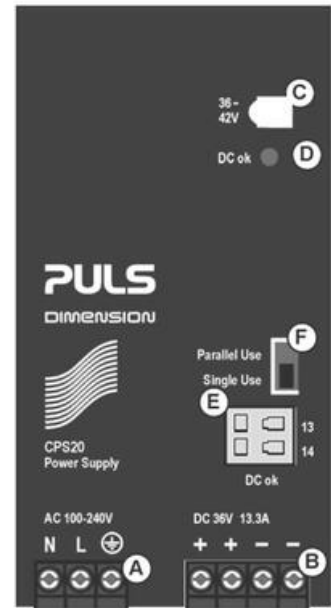 C
36-
42V
DC ok D
PULS
DIMENSION
F
Parallel Use
Single Use
E
13
14
DC ok
CPS20
Power Supply
AC 100-240V
N L
A
DC 36V 13.3A
+ + - -
B